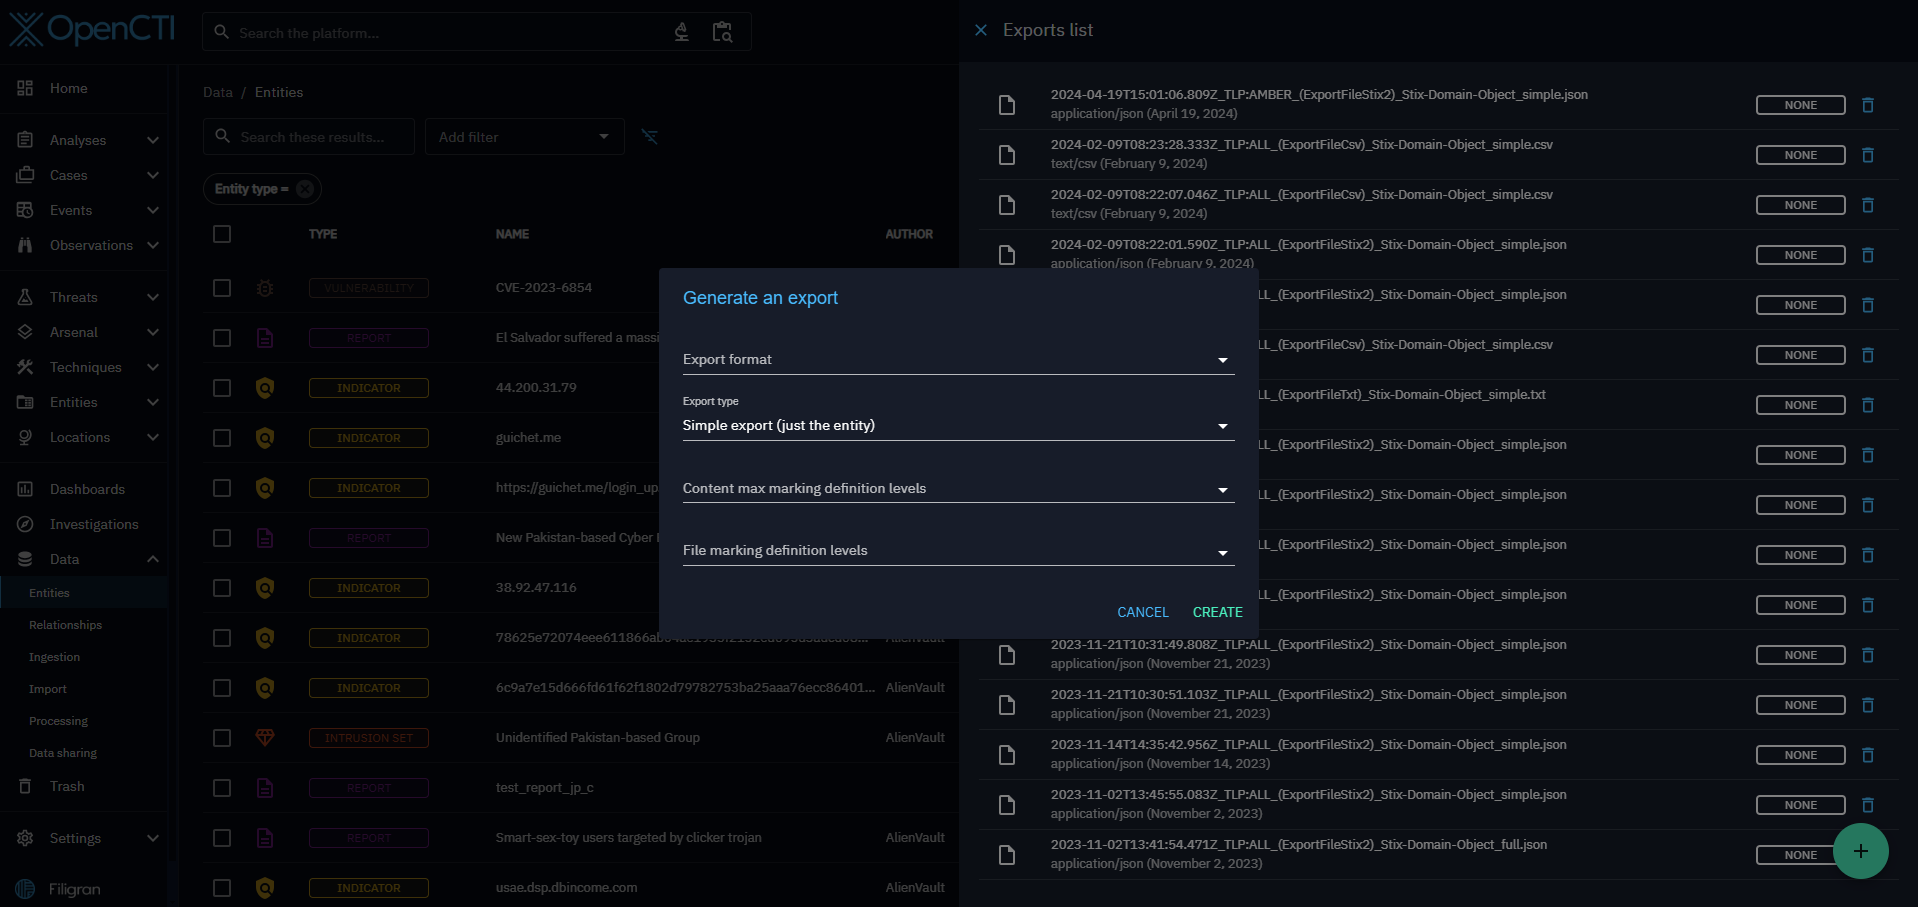 OpenCTI
Search the platform...
Home
Analyses
Cases
Events
Observations
Threats
Arsenal
Techniques
Entities
Locations
Dashboards
Investigations
Data
Entities
Relationships
Ingestion
Import
Processing
Data sharing
Trash
Settings
Filigran
Data / Entities
Search these results...
Add filter
Entity type =
TYPE NAME AUTHOR
VULNERABILITY CVE-2023-6854
REPORT El Salvador suffered a massi
INDICATOR 44.200.31.79
INDICATOR guichet.me
INDICATOR https://guichet.me/login_up
REPORT New Pakistan-based Cyber
INDICATOR 38.92.47.116
INDICATOR AlienVault
INDICATOR 6c9a7e15d666fd61f62f1802d79782753ba25aaa76ecc86401... AlienVault
INTRUSION SET Unidentified Pakistan-based Group AlienVault
REPORT test_report_jp_c
REPORT Smart-sex-toy users targeted by clicker trojan AlienVault
INDICATOR usae.dsp.dbincome.com AlienVault
Generate an export
Export format
Export type
Simple export (just the entity)
Content max marking definition levels
File marking definition levels
CANCEL CREATE
Exports list
2024-04-19T15:01:06.809Z_TLP:AMBER_(ExportFileStix2)_Stix-Domain-Object_simple.json
application/json (April 19, 2024)
NONE
2024-02-09T08:23:28.333Z_TLP:ALL_(ExportFileCsv)_Stix-Domain-Object_simple.csv
text/csv (February 9, 2024)
NONE
2024-02-09T08:22:07.046Z_TLP:ALL_(ExportFileCsv)_Stix-Domain-Object_simple.csv
text/csv (February 9, 2024)
NONE
2024-02-09T08:22:01.590Z_TLP:ALL_(ExportFileStix2)_Stix-Domain-Object_simple.json
application/json (February 9, 2024)
NONE
LL_(ExportFileStix2)_Stix-Domain-Object_simple.json
NONE
LL_(ExportFileCsv)_Stix-Domain-Object_simple.csv
NONE
LL_(ExportFileTxt)_Stix-Domain-Object_simple.txt
NONE
LL_(ExportFileStix2)_Stix-Domain-Object_simple.json
NONE
LL_(ExportFileStix2)_Stix-Domain-Object_simple.json
NONE
LL_(ExportFileStix2)_Stix-Domain-Object_simple.json
NONE
LL_(ExportFileStix2)_Stix-Domain-Object_simple.json
NONE
2023-11-21T10:31:49.808Z_TLP:ALL_(ExportFileStix2)_Stix-Domain-Object_simple.json
application/json (November 21, 2023)
NONE
2023-11-21T10:30:51.103Z_TLP:ALL_(ExportFileStix2)_Stix-Domain-Object_simple.json
application/json (November 21, 2023)
NONE
2023-11-14T14:35:42.956Z_TLP:ALL_(ExportFileStix2)_Stix-Domain-Object_simple.json
application/json (November 14, 2023)
NONE
2023-11-02T13:45:55.083Z_TLP:ALL_(ExportFileStix2)_Stix-Domain-Object_simple.json
application/json (November 2, 2023)
NONE
2023-11-02T13:41:54.471Z_TLP:ALL_(ExportFileStix2)_Stix-Domain-Object_full.json
application/json (November 2, 2023)
NONE